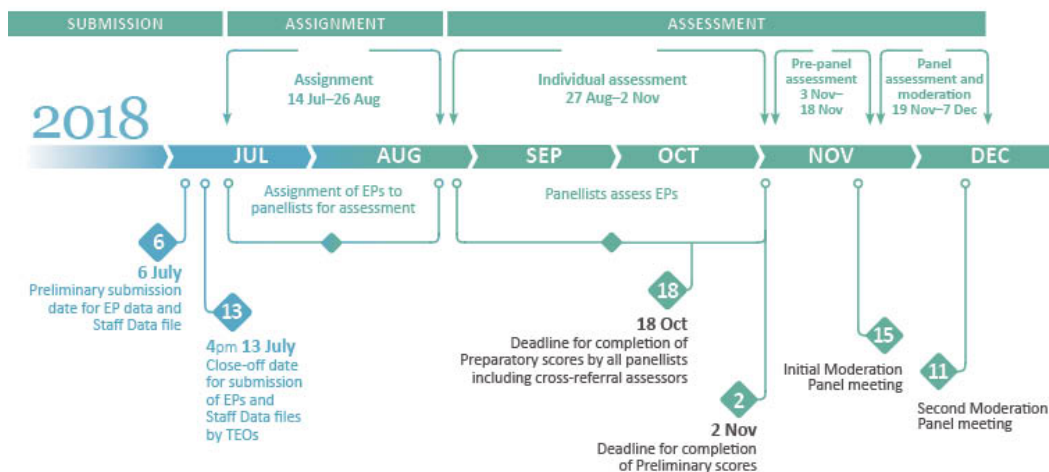 SUBMISSION
ASSIGNMENT
ASSESSMENT
Assignment
14 Jul–26 Aug
Individual assessment
27 Aug–2 Nov
Pre-panel
assessment
3 Nov–
18 Nov
Panel
assessment and
moderation
19 Nov–7 Dec
2018
JUL
AUG
SEP
OCT
NOV
DEC
Assignment of EPs to
panellists for assessment
Panellists assess EPs
6
6 July
Preliminary submission
date for EP data and
Staff Data file
13
4pm 13 July
Close-off date
for submission
of EPs and
Staff Data files
by TEOs
18
18 Oct
Deadline for completion of
Preparatory scores by all panellists
including cross-referral assessors
2
2 Nov
Deadline for completion
of Preliminary scores
15
Initial Moderation
Panel meeting
11
Second Moderation
Panel meeting